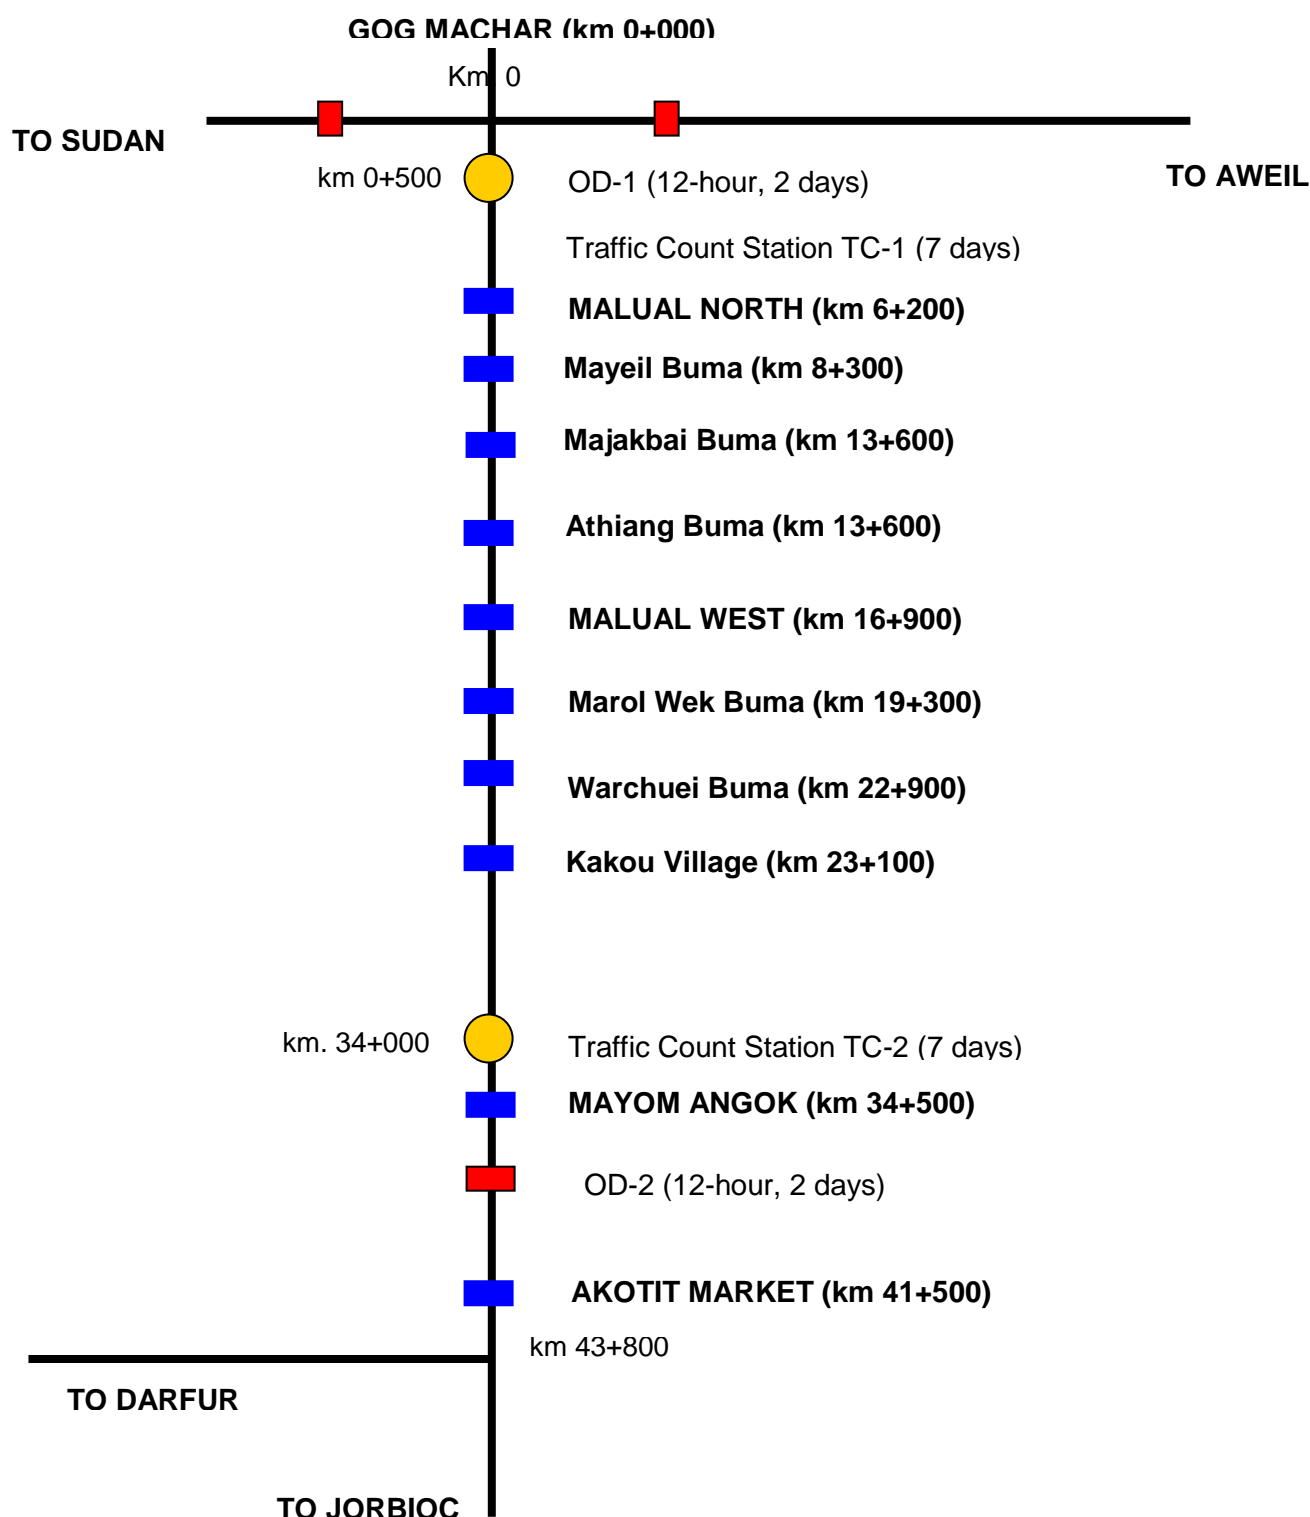 GOG MACHAR (km 0+000)
Km. 0
TO SUDAN
TO AWEIL
km 0+500
OD-1 (12-hour, 2 days)
Traffic Count Station TC-1 (7 days)
MALUAL NORTH (km 6+200)
Mayeil Buma (km 8+300)
Majakbai Buma (km 13+600)
Athiang Buma (km 13+600)
MALUAL WEST (km 16+900)
Marol Wek Buma (km 19+300)
Warchuei Buma (km 22+900)
Kakou Village (km 23+100)
km. 34+000
Traffic Count Station TC-2 (7 days)
MAYOM ANGOK (km 34+500)
OD-2 (12-hour, 2 days)
AKOTIT MARKET (km 41+500)
km 43+800
TO DARFUR
TO JORBIOC